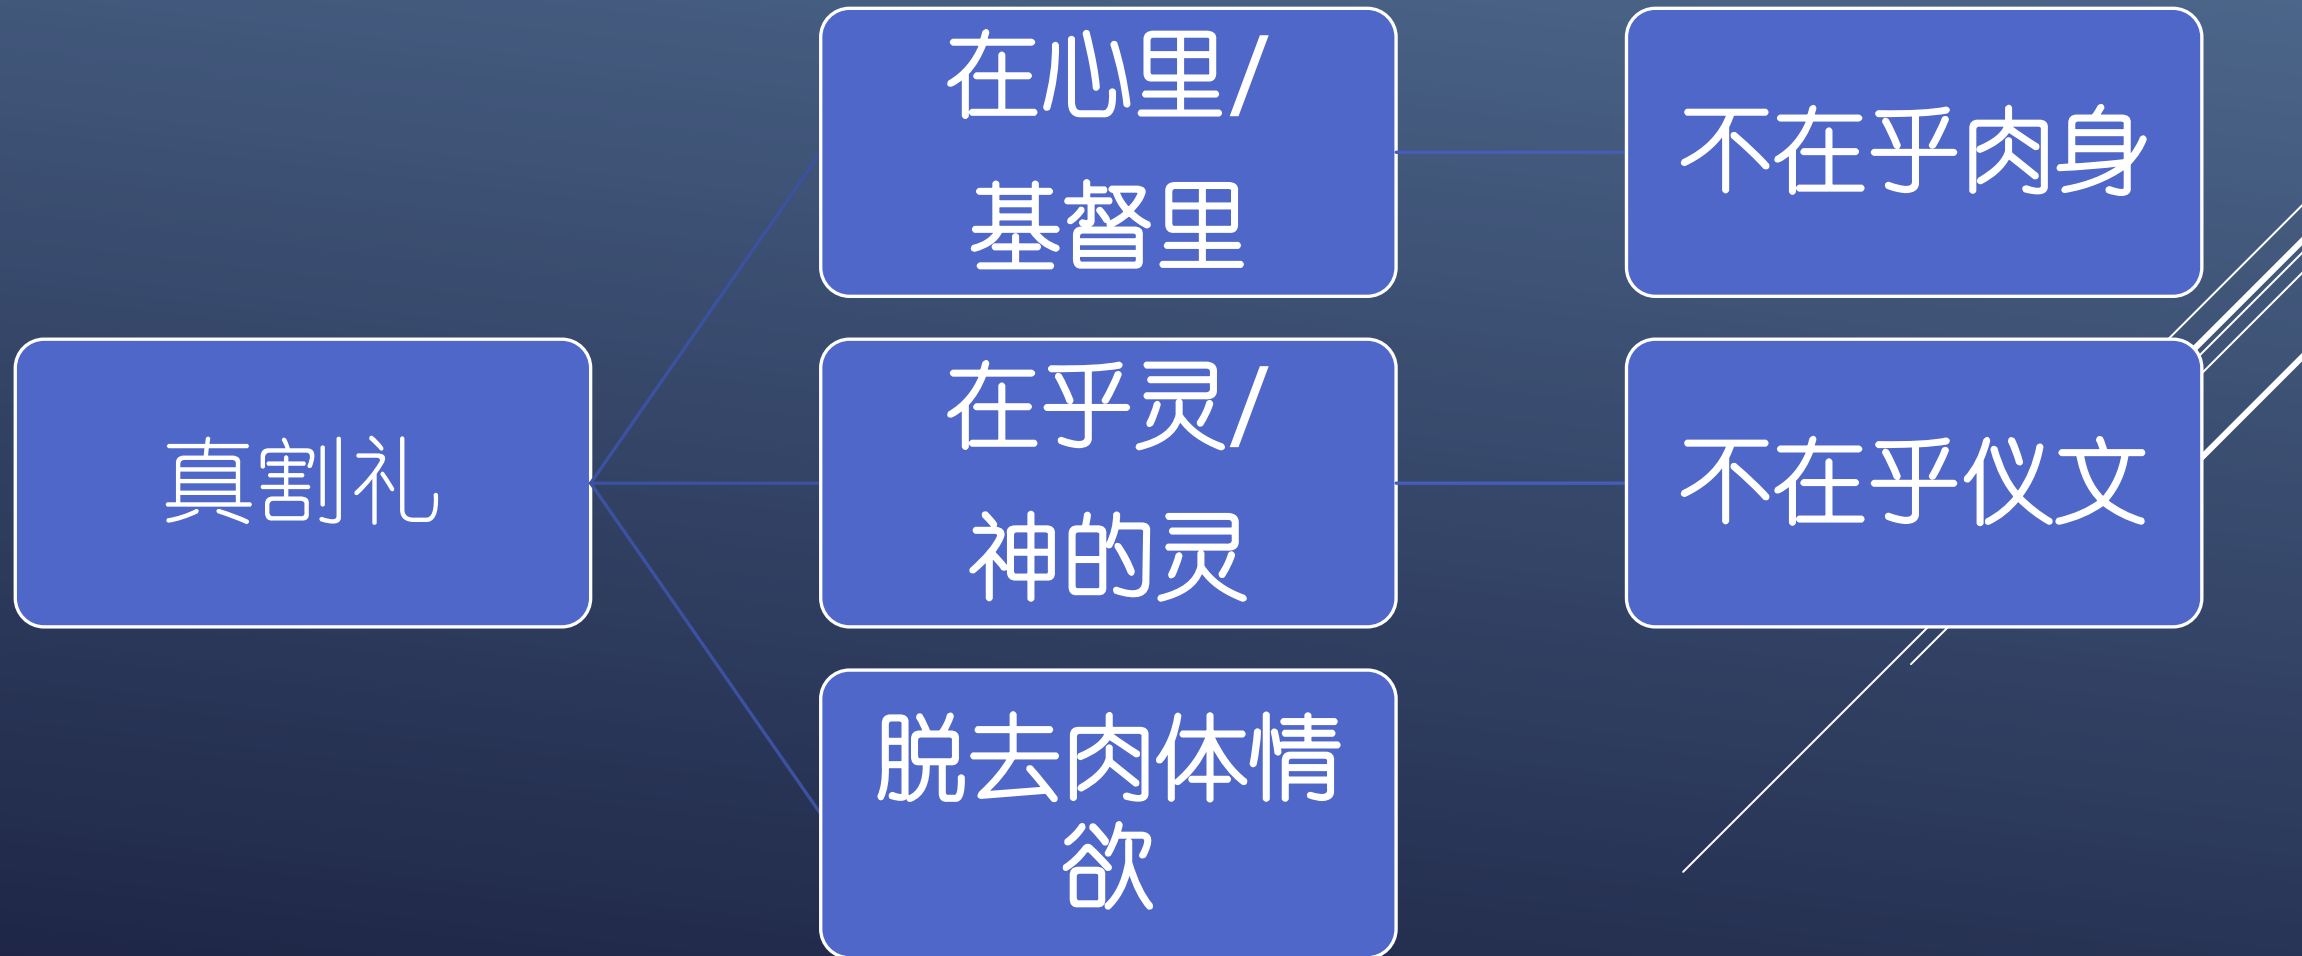 真割礼
在心里/
基督里
不在乎肉身
在乎灵/
神的灵
不在乎仪文
脱去肉体情
欲